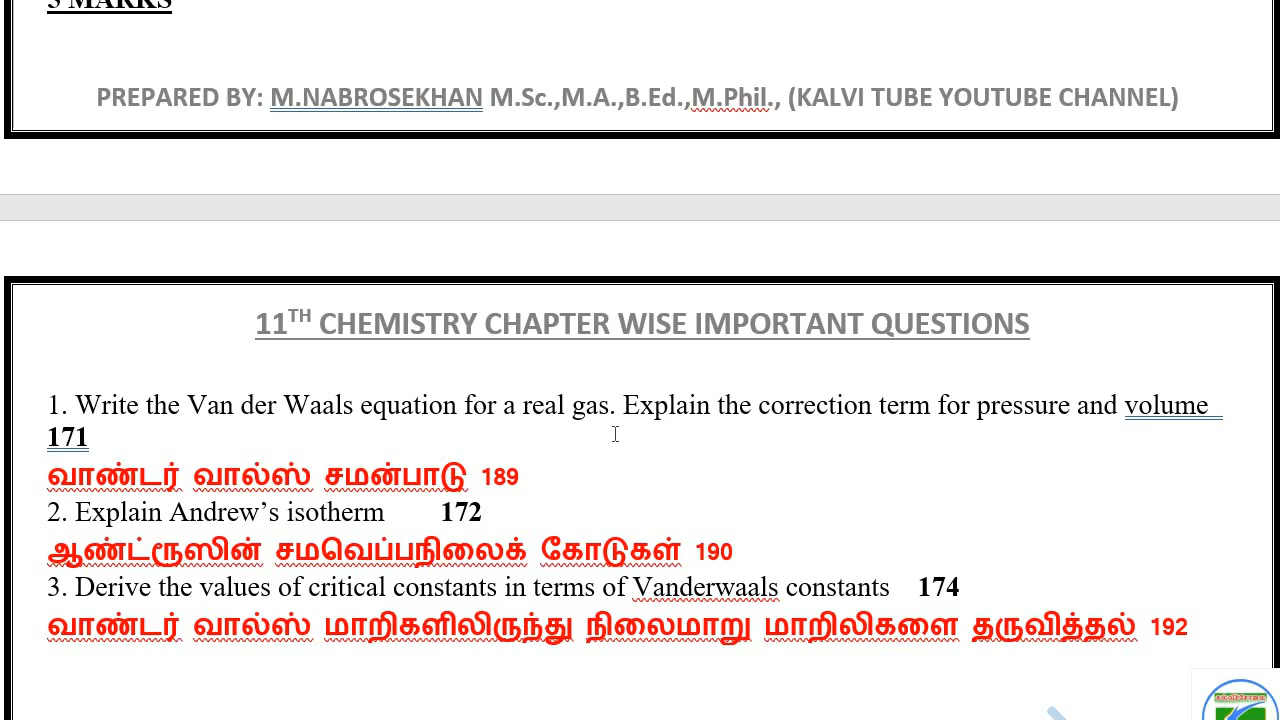 5 MARKS
PREPARED BY: M.NABROSEKHAN M.Sc.,M.A.,B.Ed.,M.Phil., (KALVI TUBE YOUTUBE CHANNEL)
11TH CHEMISTRY CHAPTER WISE IMPORTANT QUESTIONS
1. Write the Van der Waals equation for a real gas. Explain the correction term for pressure and volume
171
வாண்டர் வால்ஸ் சமன்பாடு 189
2. Explain Andrew’s isotherm 172
ஆண்ட்ரூஸின் சமவெப்பநிலைக் கோடுகள் 190
3. Derive the values of critical constants in terms of Vanderwaals constants 174
வாண்டர் வால்ஸ் மாறிகளிலிருந்து நிலைமாறு மாறிலிகளை தருவித்தல் 192